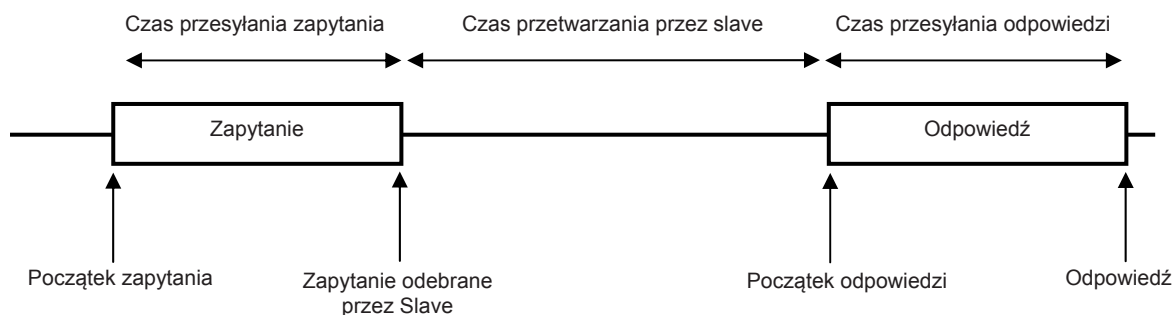 Czas przesyłania zapytania
Czas przetwarzania przez slave
Czas przesyłania odpowiedzi
Zapytanie
Odpowiedź
Początek zapytania
Zapytanie odebrane
przez Slave
Początek odpowiedzi
Odpowiedź